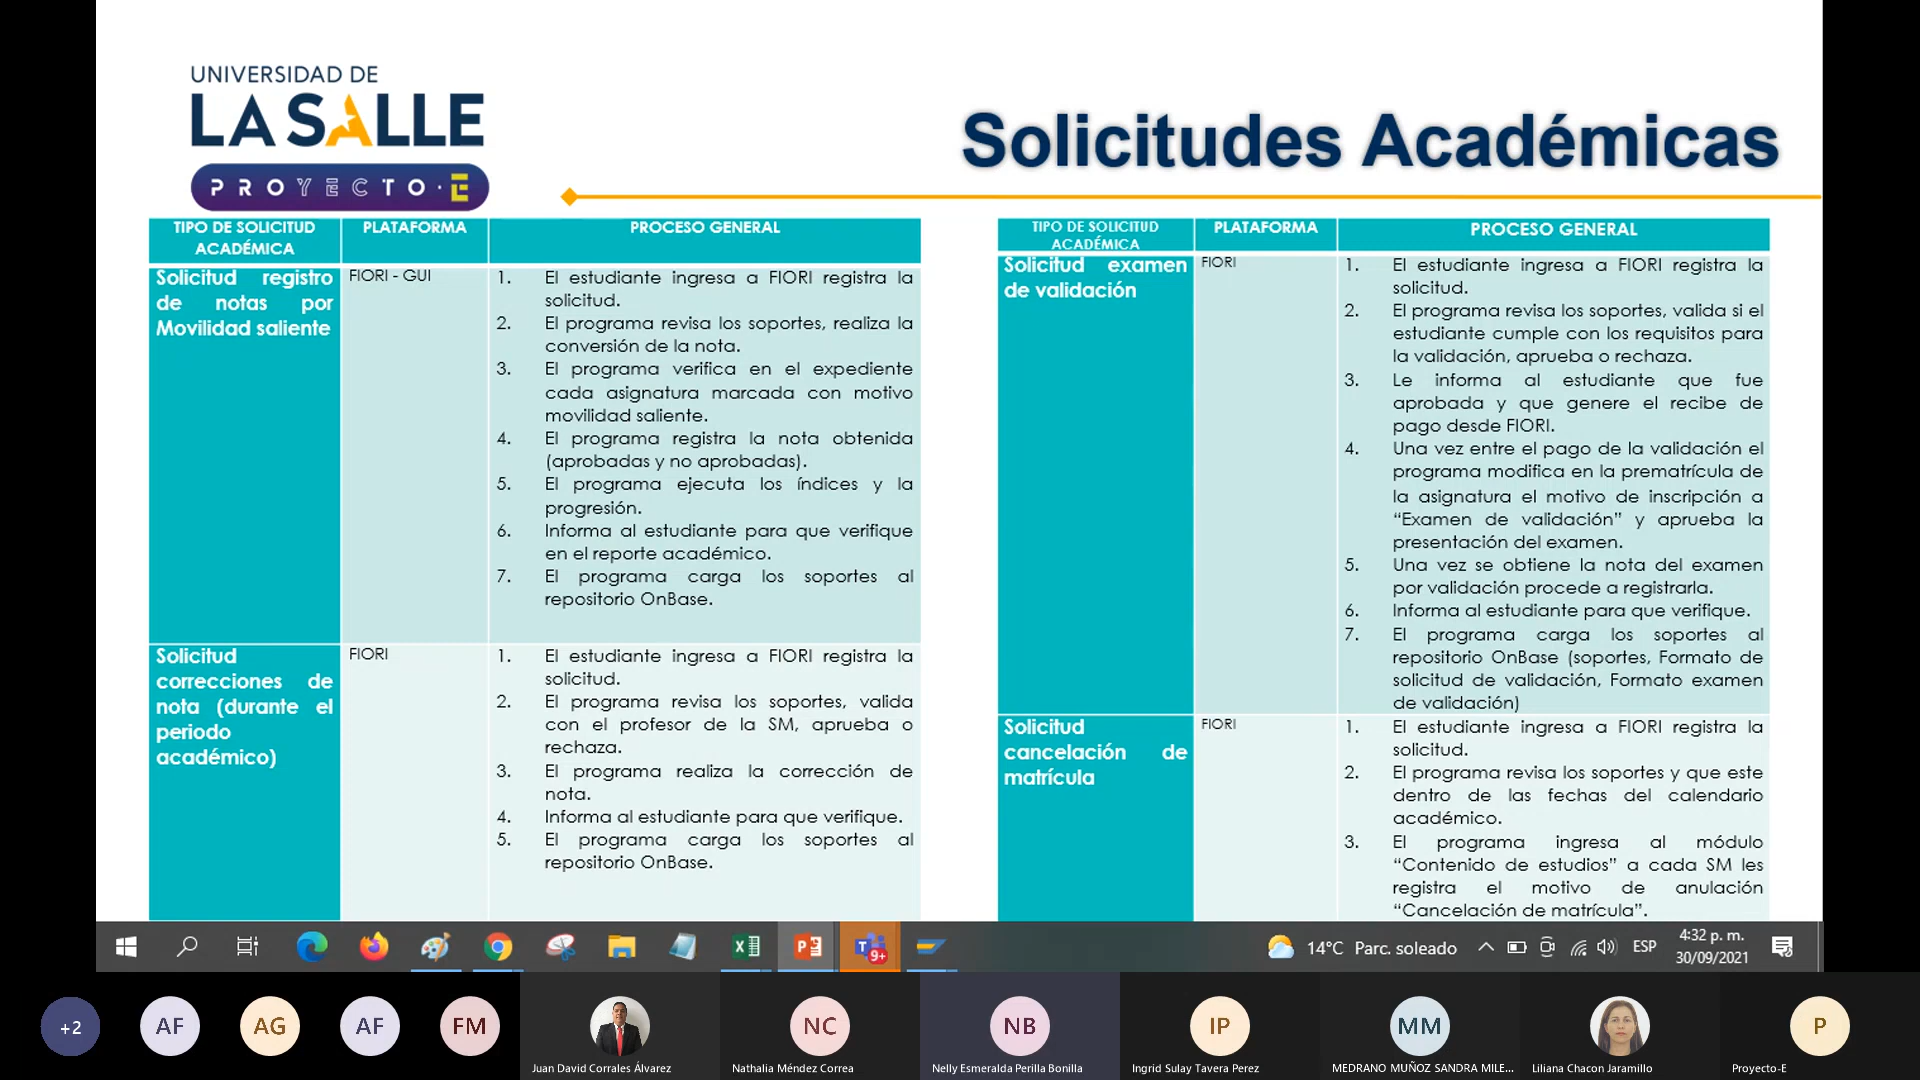 UNIVERSIDAD DE
LA SALLE
PROYECTO·E
Solicitudes Académicas
TIPO DE SOLICITUD
ACADÉMICA
PLATAFORMA
PROCESO GENERAL
Solicitud registro
de notas por
Movilidad saliente
FIORI - GUI
1. El estudiante ingresa a FIORI registra la
solicitud.
2. El programa revisa los soportes, realiza la
conversión de la nota.
3. El programa verifica en el expediente
cada asignatura marcada con motivo
movilidad saliente.
4. El programa registra la nota obtenida
(aprobadas y no aprobadas).
5. El programa ejecuta los índices y la
progresión.
6. Informa al estudiante para que verifique
en el reporte académico.
7. El programa carga los soportes al
repositorio OnBase.
Solicitud
correcciones de
nota (durante el
periodo
académico)
FIORI
1. El estudiante ingresa a FIORI registra la
solicitud.
2. El programa revisa los soportes, valida
con el profesor de la SM, aprueba o
rechaza.
3. El programa realiza la corrección de
nota.
4. Informa al estudiante para que verifique.
5. El programa carga los soportes al
repositorio OnBase.
TIPO DE SOLICITUD
ACADÉMICA
PLATAFORMA
PROCESO GENERAL
Solicitud examen
de validación
FIORI
1. El estudiante ingresa a FIORI registra la
solicitud.
2. El programa revisa los soportes, valida si el
estudiante cumple con los requisitos para
la validación, aprueba o rechaza.
3. Le informa al estudiante que fue
aprobada y que genere el recibe de
pago desde FIORI.
4. Una vez entre el pago de la validación el
programa modifica en la prematrícula de
la asignatura el motivo de inscripción a
“Examen de validación” y aprueba la
presentación del examen.
5. Una vez se obtiene la nota del examen
por validación procede a registrarla.
6. Informa al estudiante para que verifique.
7. El programa carga los soportes al
repositorio OnBase (soportes, Formato de
solicitud de validación, Formato examen
de validación)
Solicitud
cancelación de
matrícula
FIORI
1. El estudiante ingresa a FIORI registra la
solicitud.
2. El programa revisa los soportes y que este
dentro de las fechas del calendario
académico.
3. El programa ingresa al módulo
“Contenido de estudios” a cada SM les
registra el motivo de anulación
“Cancelación de matrícula”.
9+
14°C Parc. soleado
ESP
4:32 p. m.
30/09/2021
+2
AF
AG
AF
FM
Juan David Corrales Álvarez
NC
Nathalia Méndez Correa
NB
Nelly Esmeralda Perilla Bonilla
IP
Ingrid Sulay Tavera Perez
MM
MEDRANO MUÑOZ SANDRA MILE...
Liliana Chacon Jaramillo
P
Proyecto-E